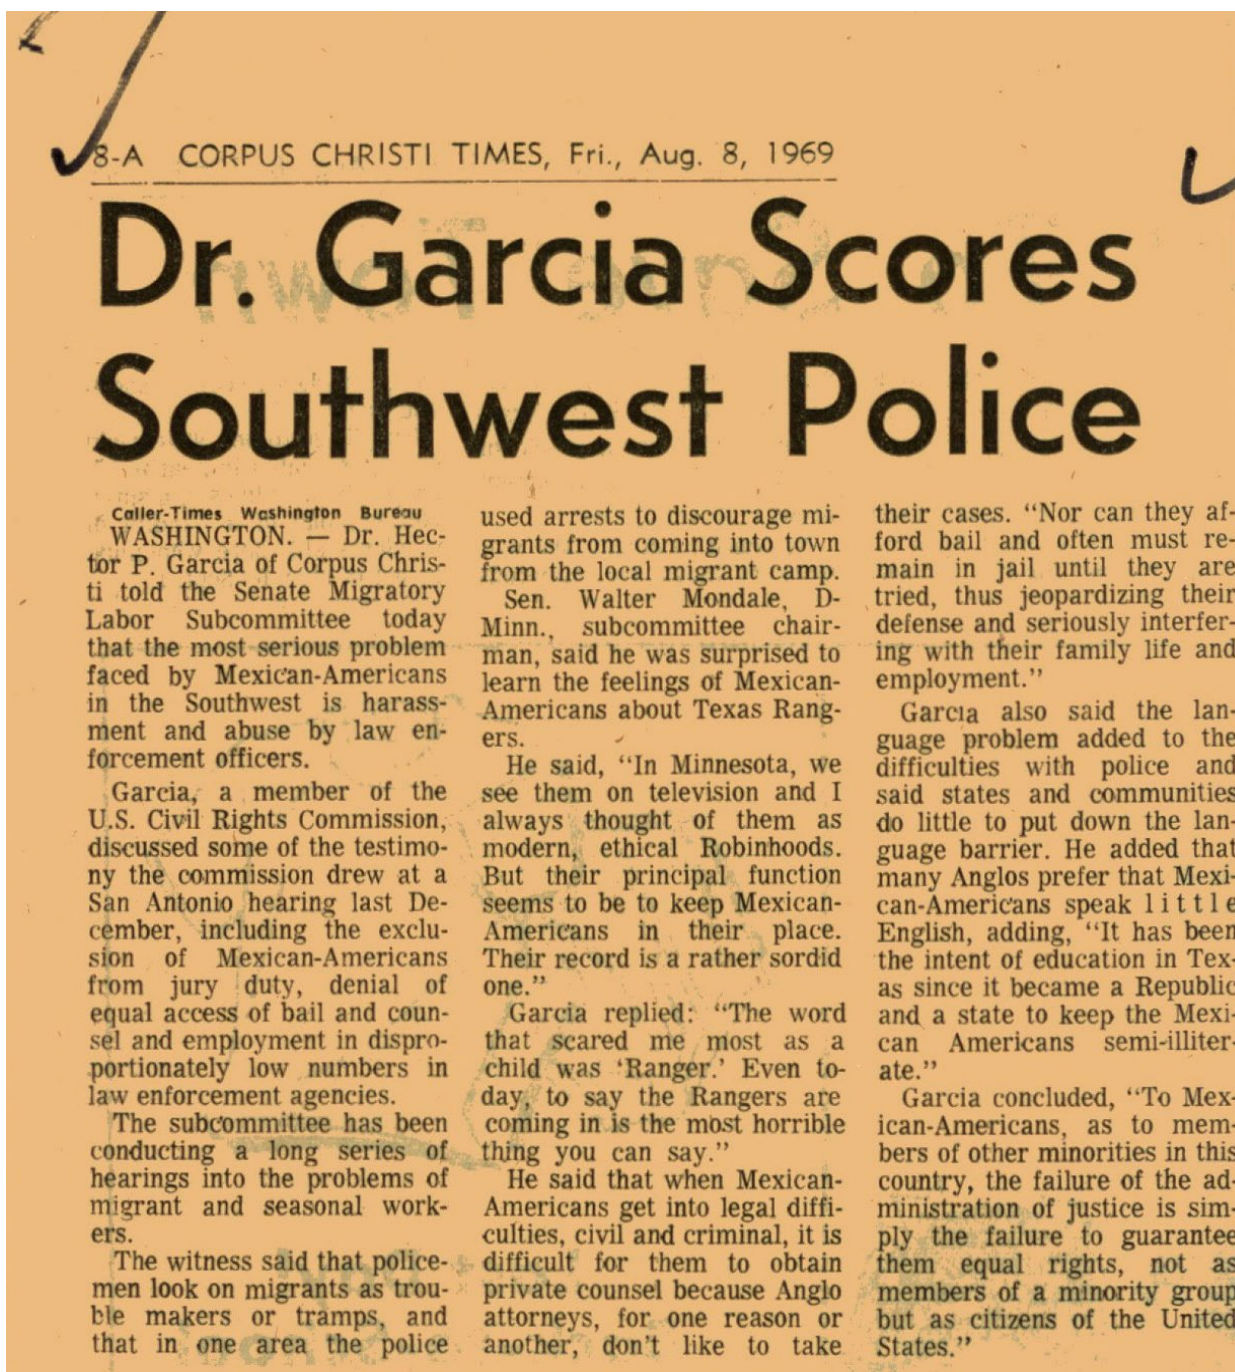 8-A CORPUS CHRISTI TIMES, Fri., Aug. 8, 1969
Dr. Garcia Scores
Southwest Police
Caller-Times Washington Bureau
WASHINGTON. — Dr. Hec-
tor P. Garcia of Corpus Chris-
ti told the Senate Migratory
Labor Subcommittee today
that the most serious problem
faced by Mexican-Americans
in the Southwest is harass-
ment and abuse by law en-
forcement officers.
Garcia, a member of the
U.S. Civil Rights Commission,
discussed some of the testimo-
ny the commission drew at a
San Antonio hearing last De-
cember, including the exclu-
sion of Mexican-Americans
from jury duty, denial of
equal access of bail and coun-
sel and employment in dispro-
portionately low numbers in
law enforcement agencies.
The subcommittee has been
conducting a long series of
hearings into the problems of
migrant and seasonal work-
ers.
The witness said that police-
men look on migrants as trou-
ble makers or tramps, and
that in one area the police
used arrests to discourage mi-
grants from coming into town
from the local migrant camp.
Sen. Walter Mondale, D-
Minn., subcommittee chair-
man, said he was surprised to
learn the feelings of Mexican-
Americans about Texas Rang-
ers.
He said, "In Minnesota, we
see them on television and I
always thought of them as
modern, ethical Robinhoods.
But their principal function
seems to be to keep Mexican-
Americans in their place.
Their record is a rather sordid
one."
Garcia replied: "The word
that scared me most as a
child was 'Ranger.' Even to-
day, to say the Rangers are
coming in is the most horrible
thing you can say."
He said that when Mexican-
Americans get into legal diffi-
culties, civil and criminal, it is
difficult for them to obtain
private counsel because Anglo
attorneys, for one reason or
another, don't like to take
their cases. "Nor can they af-
ford bail and often must re-
main in jail until they are
tried, thus jeopardizing their
defense and seriously interfer-
ing with their family life and
employment."
Garcia also said the lan-
guage problem added to the
difficulties with police and
said states and communities
do little to put down the lan-
guage barrier. He added that
many Anglos prefer that Mexi-
can-Americans speak little
English, adding, "It has been
the intent of education in Tex-
as since it became a Republic
and a state to keep the Mexi-
can Americans semi-illiter-
ate."
Garcia concluded, "To Mex-
ican-Americans, as to mem-
bers of other minorities in this
country, the failure of the ad-
ministration of justice is sim-
ply the failure to guarantee
them equal rights, not as
members of a minority group
but as citizens of the United
States."